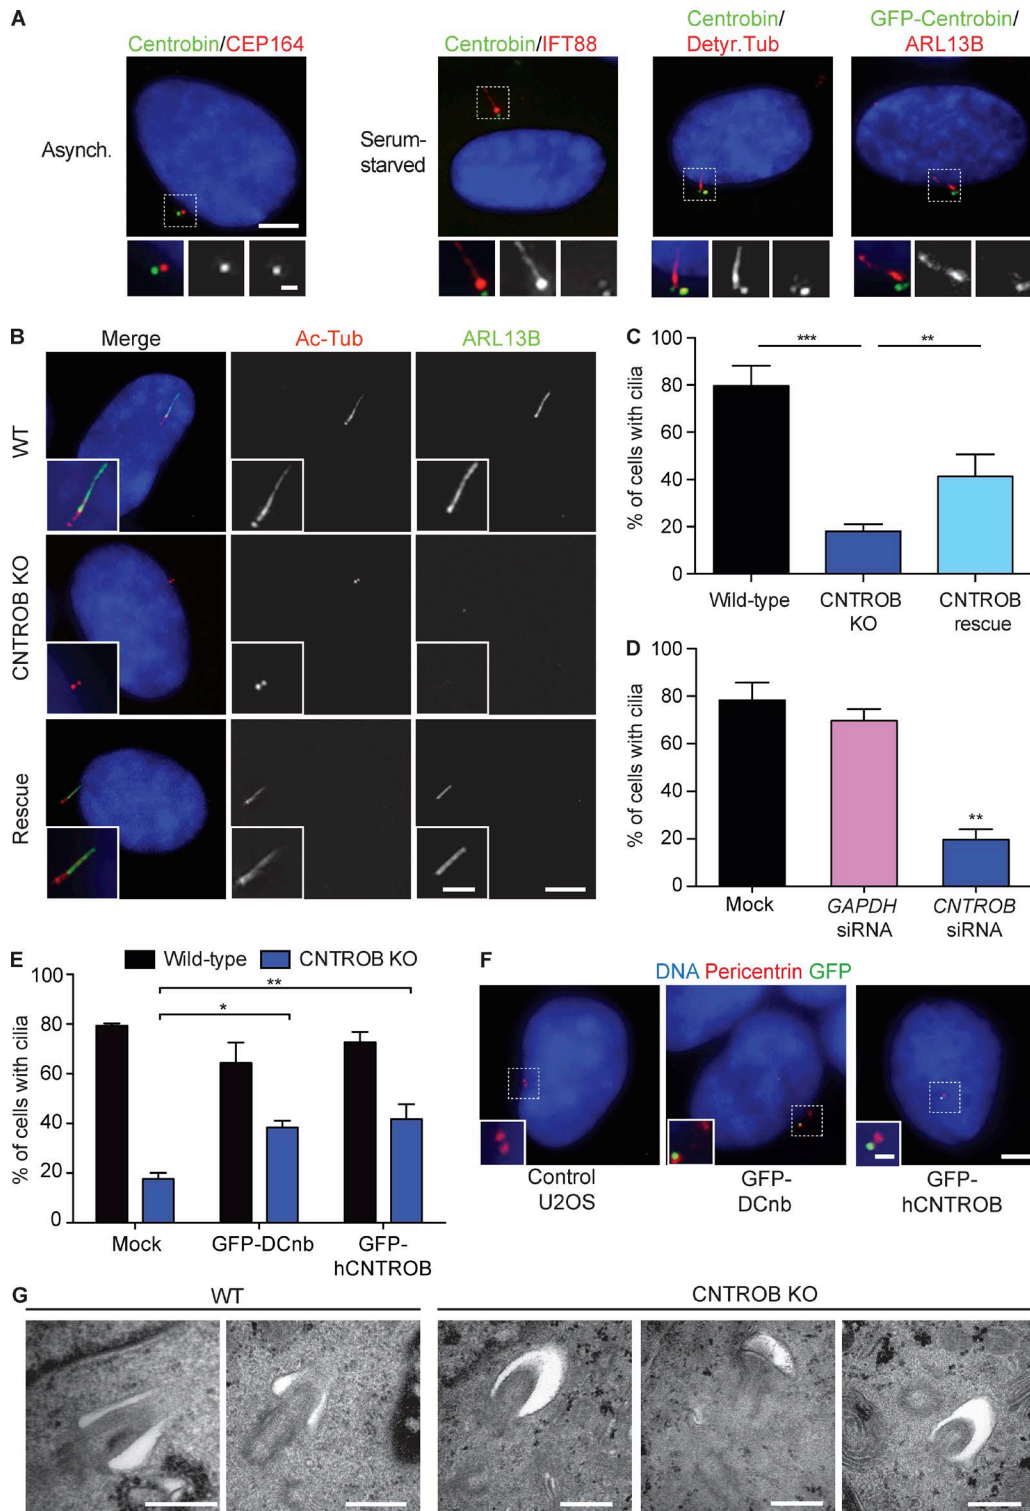 A
Centrobin/CEP164
Centrobin/IFT88
Centrobin/
Detyr.Tub
GFP-Centrobin/
ARL13B
Asynch.
Serum-
starved
B
Merge
Ac-Tub
ARL13B
WT
CNTROB KO
Rescue
C
% of cells with cilia
100
80
60
40
20
0
***
**
Wild-type
CNTROB
KO
CNTROB
rescue
D
% of cells with cilia
100
80
60
40
20
0
**
Mock
GAPDH
siRNA
CNTROB
siRNA
E
Wild-type
CNTROB KO
% of cells with cilia
100
80
60
40
20
0
**
*
Mock
GFP-DCnb
GFP-
hCNTROB
F
DNA Pericentrin GFP
Control
U2OS
GFP-
DCnb
GFP-
hCNTROB
G
WT
CNTROB KO